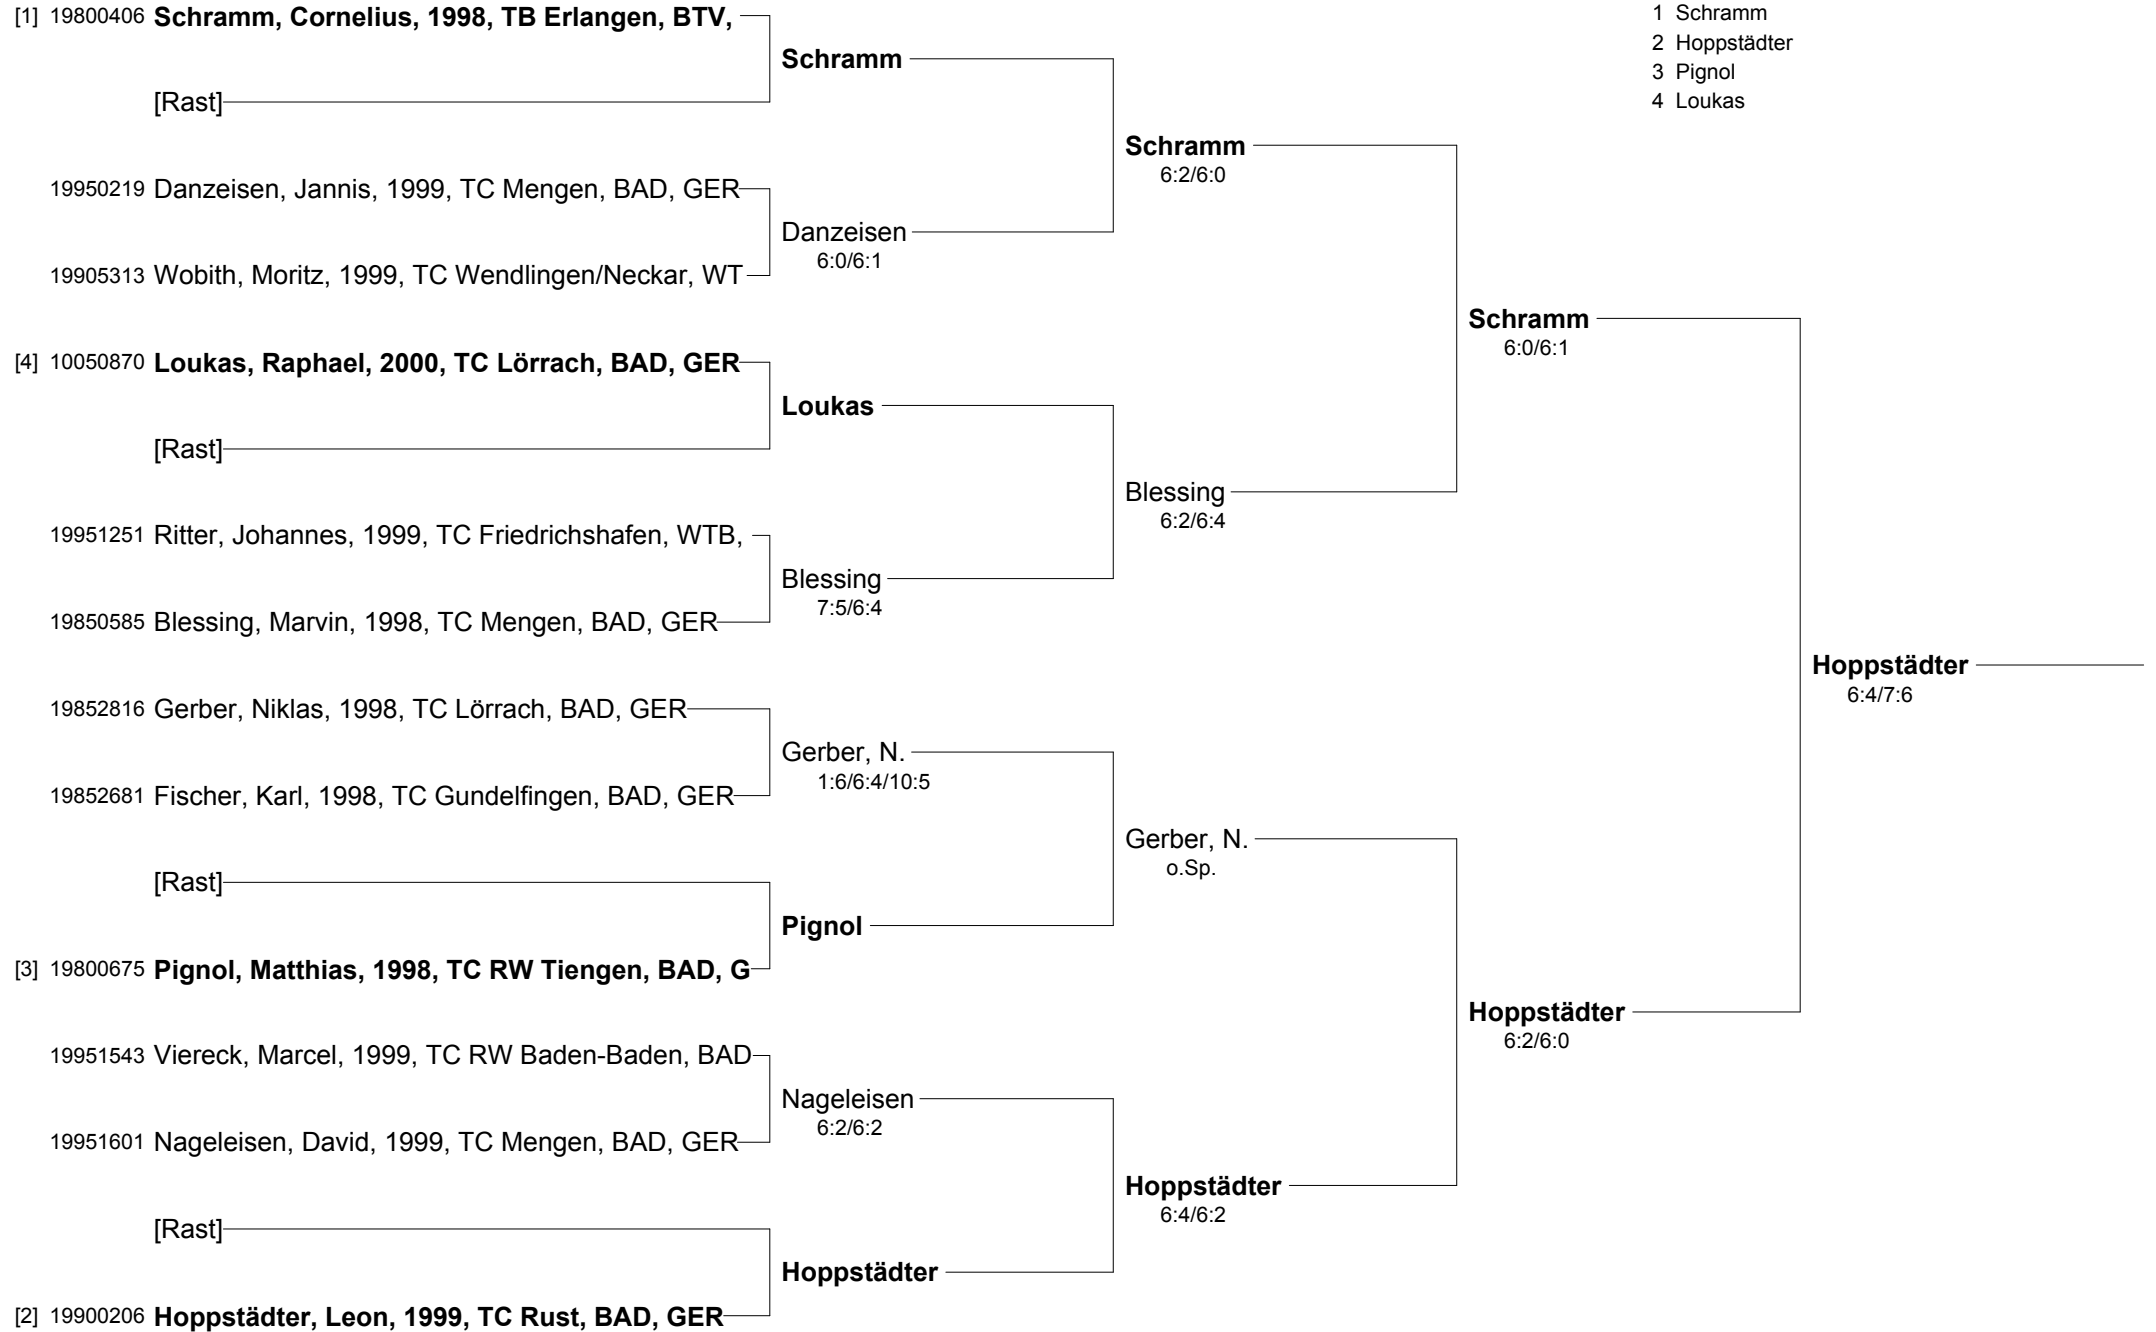 [1] 19800406 Schramm, Cornelius, 1998, TB Erlangen, BTV,
[Rast]
19950219 Danzeisen, Jannis, 1999, TC Mengen, BAD, GER
19905313 Wobith, Moritz, 1999, TC Wendlingen/Neckar, WT
[4] 10050870 Loukas, Raphael, 2000, TC Lörrach, BAD, GER
[Rast]
19951251 Ritter, Johannes, 1999, TC Friedrichshafen, WTB,
19850585 Blessing, Marvin, 1998, TC Mengen, BAD, GER
19852816 Gerber, Niklas, 1998, TC Lörrach, BAD, GER
19852681 Fischer, Karl, 1998, TC Gundelfingen, BAD, GER
[Rast]
[3] 19800675 Pignol, Matthias, 1998, TC RW Tiengen, BAD, G
19951543 Viereck, Marcel, 1999, TC RW Baden-Baden, BAD
19951601 Nageleisen, David, 1999, TC Mengen, BAD, GER
[Rast]
[2] 19900206 Hoppstädter, Leon, 1999, TC Rust, BAD, GER
Schramm
Danzeisen
6:0/6:1
Loukas
Blessing
7:5/6:4
Gerber, N.
1:6/6:4/10:5
Pignol
Nageleisen
6:2/6:2
Hoppstädter
Schramm
6:2/6:0
Blessing
6:2/6:4
Gerber, N.
o.Sp.
Hoppstädter
6:4/6:2
Schramm
6:0/6:1
Hoppstädter
6:2/6:0
Hoppstädter
6:4/7:6
1 Schramm
2 Hoppstädter
3 Pignol
4 Loukas